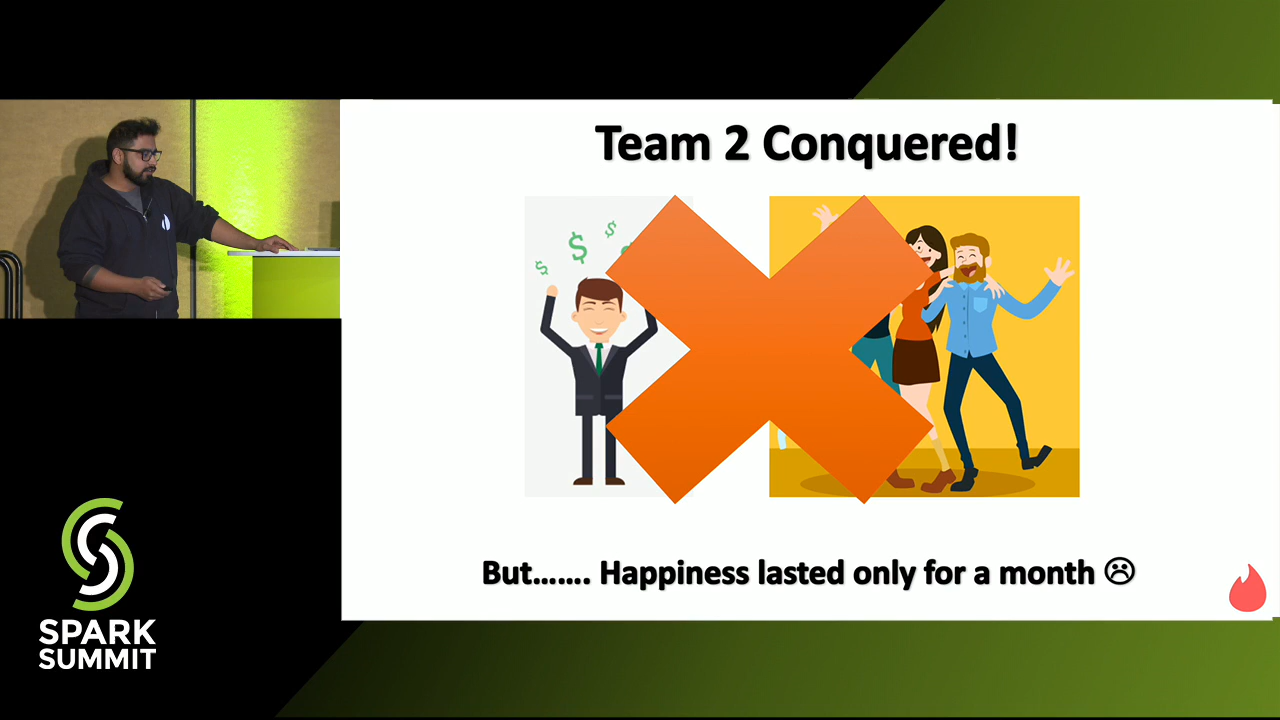 Team 2 Conquered!
$
$
$
But....... Happiness lasted only for a month ☹
SPARK
SUMMIT